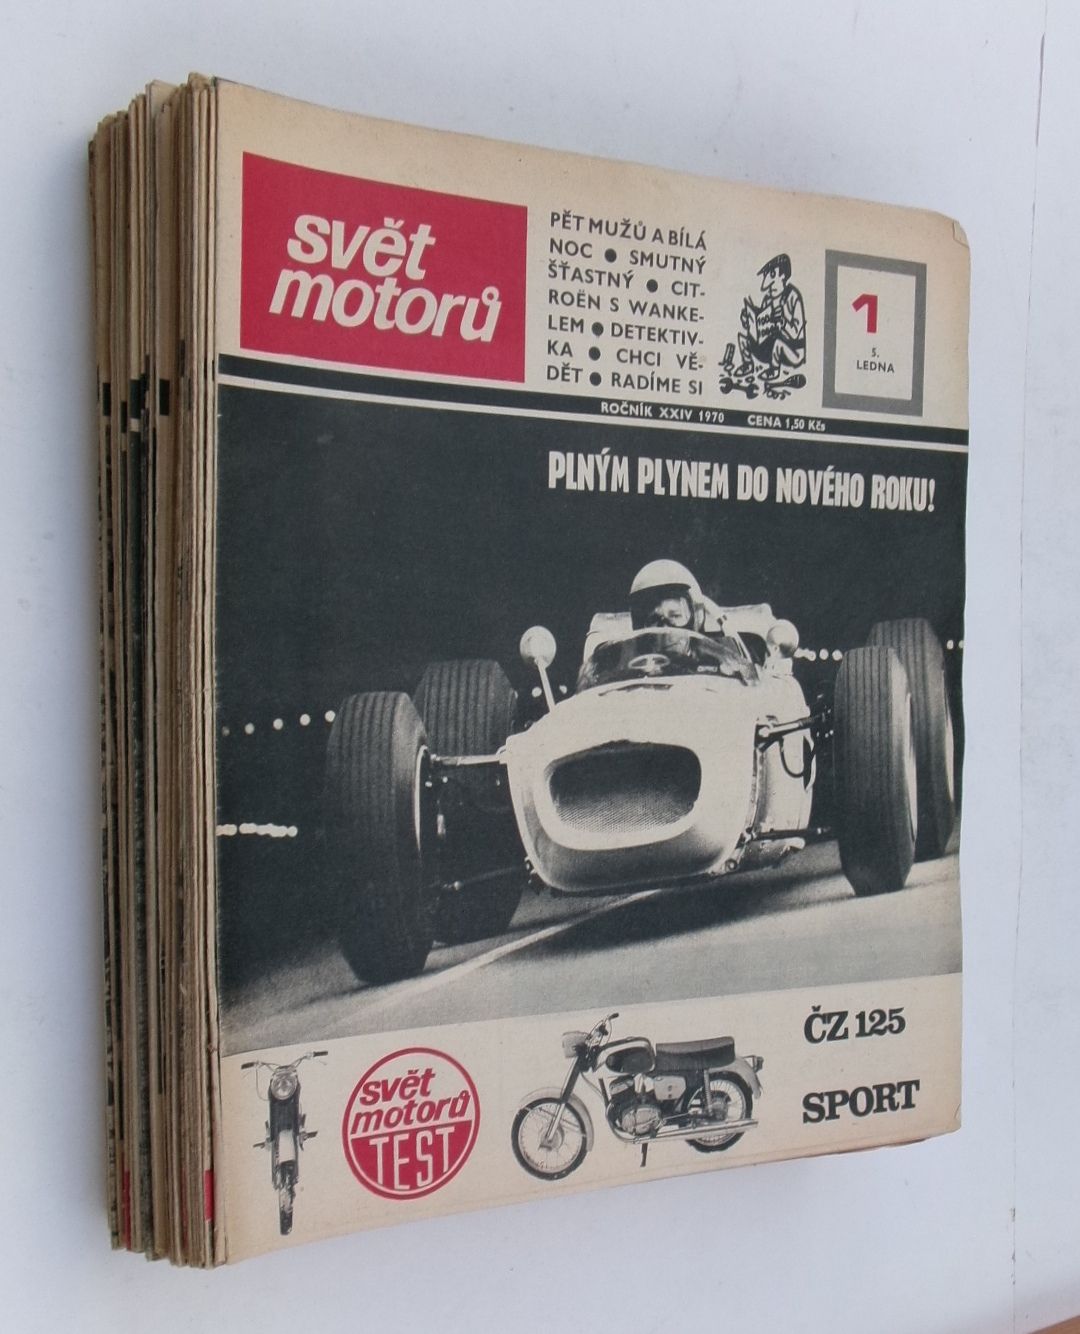 svět
motorů
PĚT MUŽŮ A BÍLÁ
NOC ● SMUTNÝ
ŠŤASTNÝ ● CIT-
ROËN S WANKE-
LEM ● DETEKTIV-
KA ● CHCI VĚ-
DĚT ● RADÍME SI
1
5.
LEDNA
ROČNÍK XXIV 1970 CENA 1,50 Kčs
PLNÝM PLYNEM DO NOVÉHO ROKU!
svět
motorů
TEST
ČZ 125
SPORT